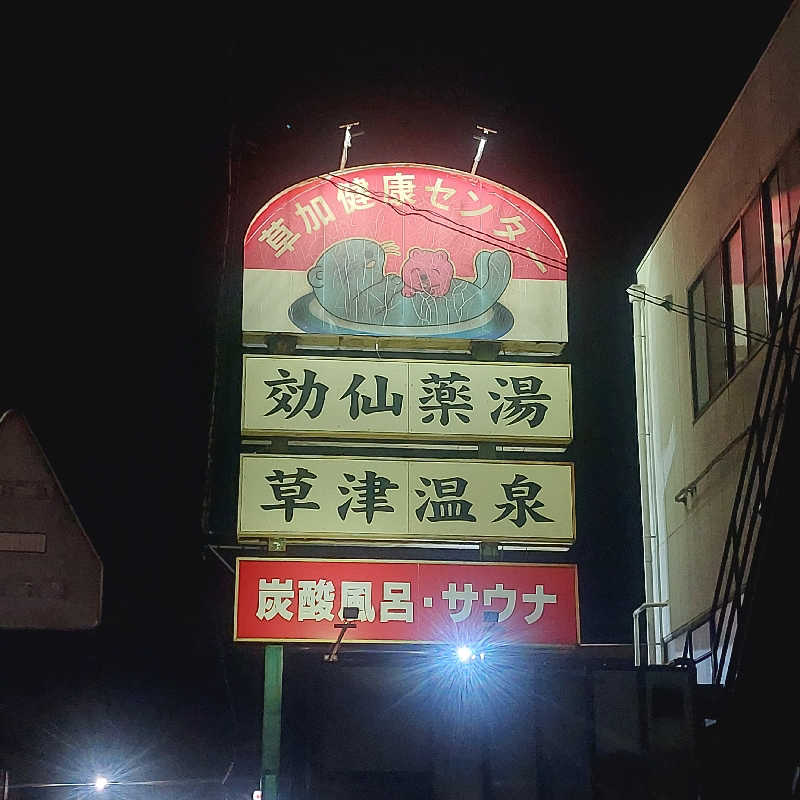 草加健康センター
効仙薬湯
草津温泉
炭酸風呂・サウナ